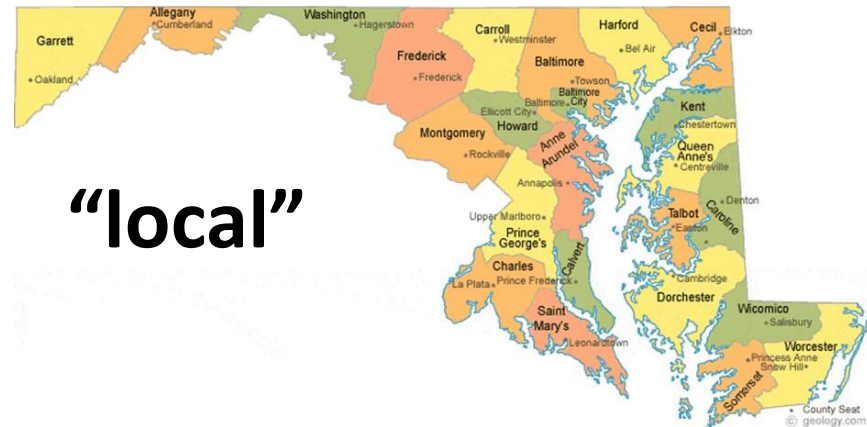 Garrett
Oakland
Allegany
Cumberland
Washington
Hagerstown
Frederick
Frederick
Carroll
Westminster
Baltimore
Towson
Harford
Bel Air
Cecil
Elkton
Baltimore
City
Baltimore
Ellicott City
Howard
Montgomery
Rockville
Anne
Arundel
Annapolis
Kent
Chestertown
Queen
Anne's
Centreville
Talbot
Easton
Caroline
Denton
“local”
Upper Marlboro
Prince
George's
Charles
La Plata
Prince Frederick
Calvert
Saint
Mary's
Leonardtown
Cambridge
Dorchester
Wicomico
Salisbury
Worcester
Princess Anne
Snow Hill
Somerset
County Seat
© geology.com